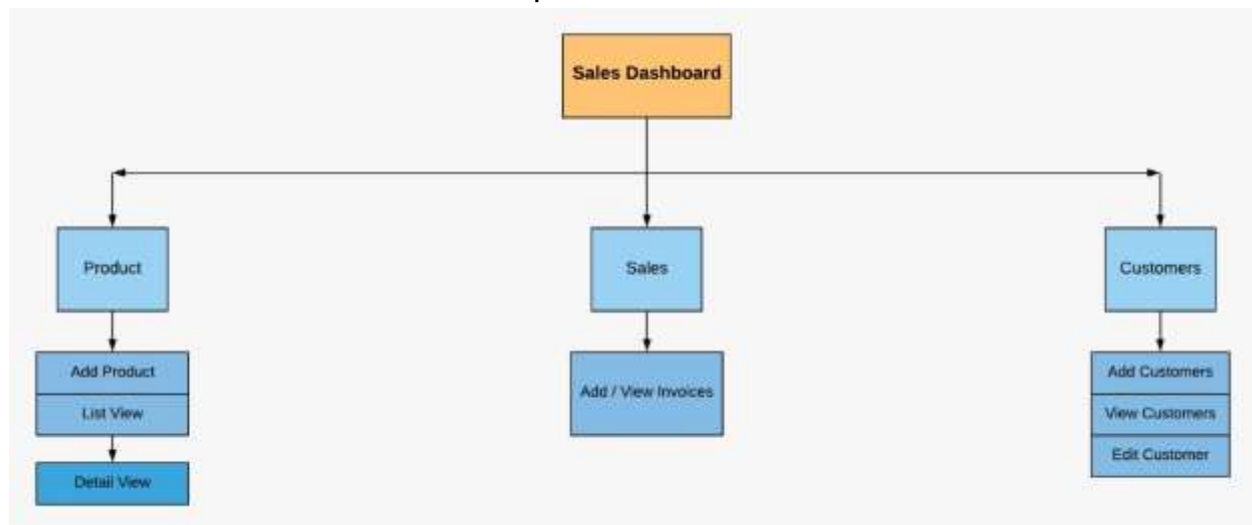 Sales Dashboard
Product
Sales
Customers
Add Product
List View
Detail View
Add / View Invoices
Add Customers
View Customers
Edit Customer